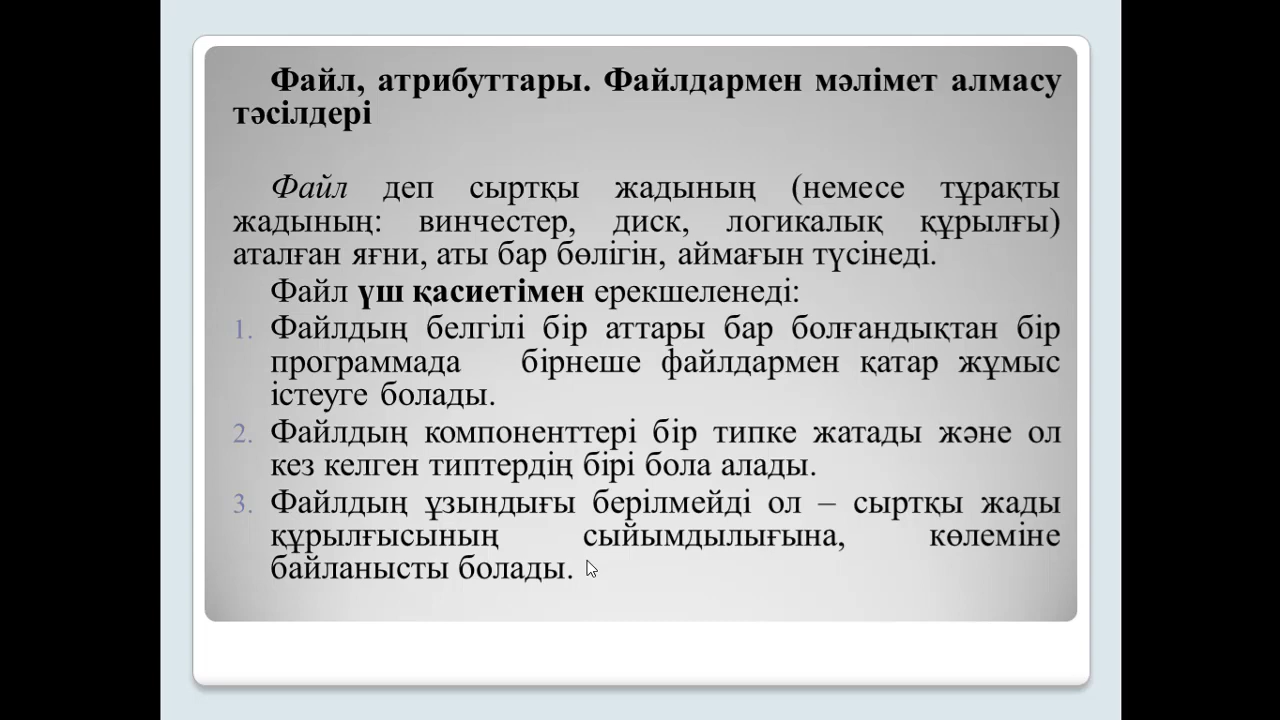 Файл, атрибуттары. Файлдармен мәлімет алмасу
тәсілдері
Файл деп сыртқы жадының (немесе тұрақты
жадының: винчестер, диск, логикалық құрылғы)
аталған яғни, аты бар бөлігін, аймағын түсінеді.
Файл үш қасиетімен ерекшеленеді:
1. Файлдың белгілі бір аттары бар болғандықтан бір
программада бірнеше файлдармен қатар жұмыс
істеуге болады.
2. Файлдың компоненттері бір типке жатады және ол
кез келген типтердің бірі бола алады.
3. Файлдың ұзындығы берілмейді ол – сыртқы жады
құрылғысының сыйымдылығына, көлеміне
байланысты болады.